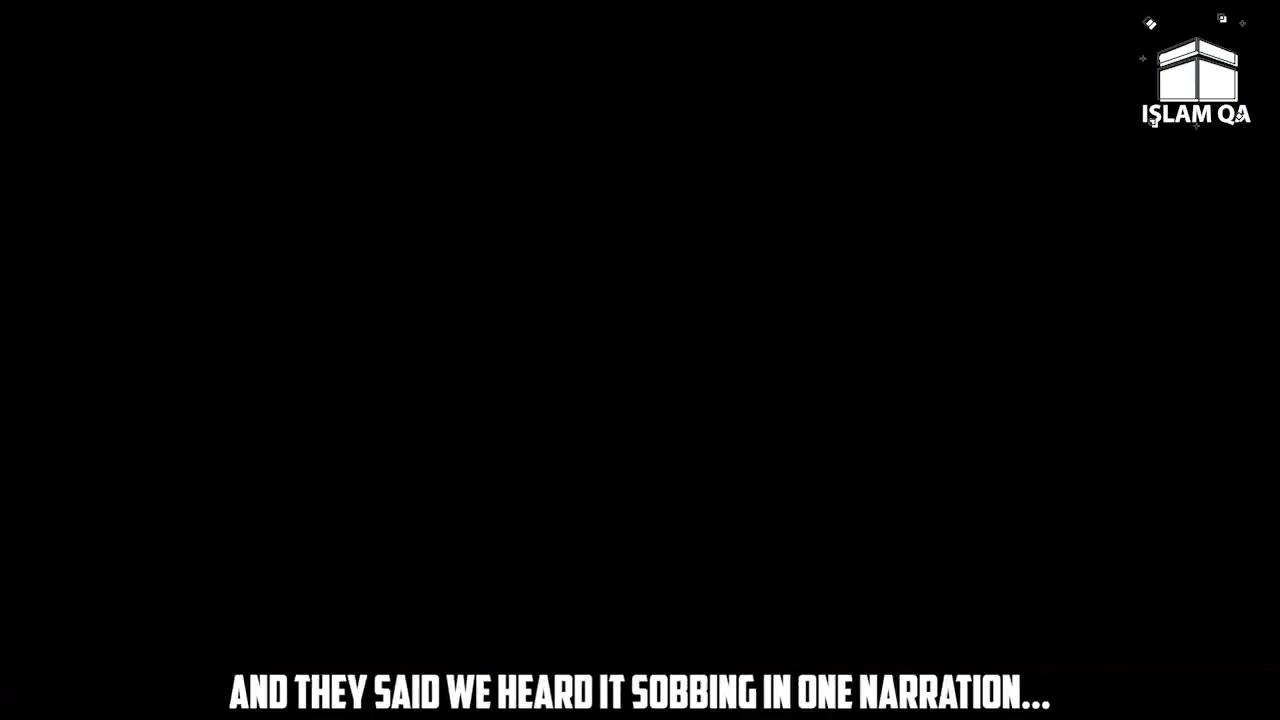 ISLAM QA
AND THEY SAID WE HEARD IT SOBBING IN ONE NARRATION...